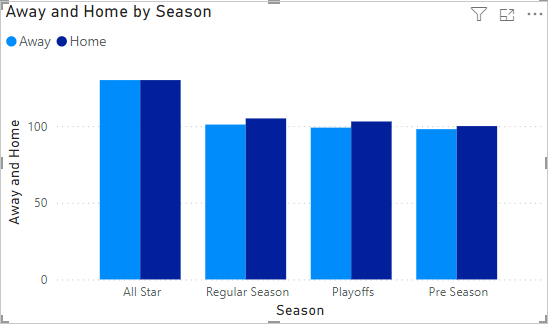 Away and Home by Season
Away Home
100
50
0
Away and Home
All Star Regular Season Playoffs Pre Season
Season